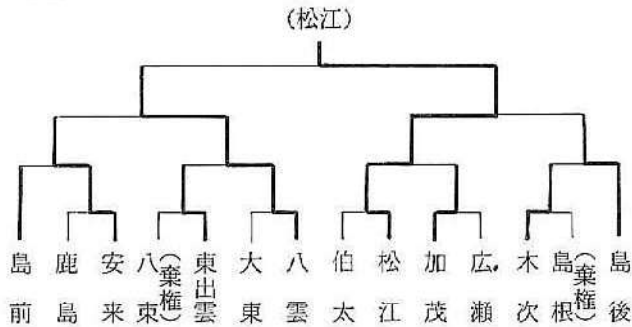 (松江)
島前
鹿島
安来
八束
(棄権)
東出雲
大東
八雲
伯太
松江
加茂
広瀬
木次
島根
(棄権)
島後